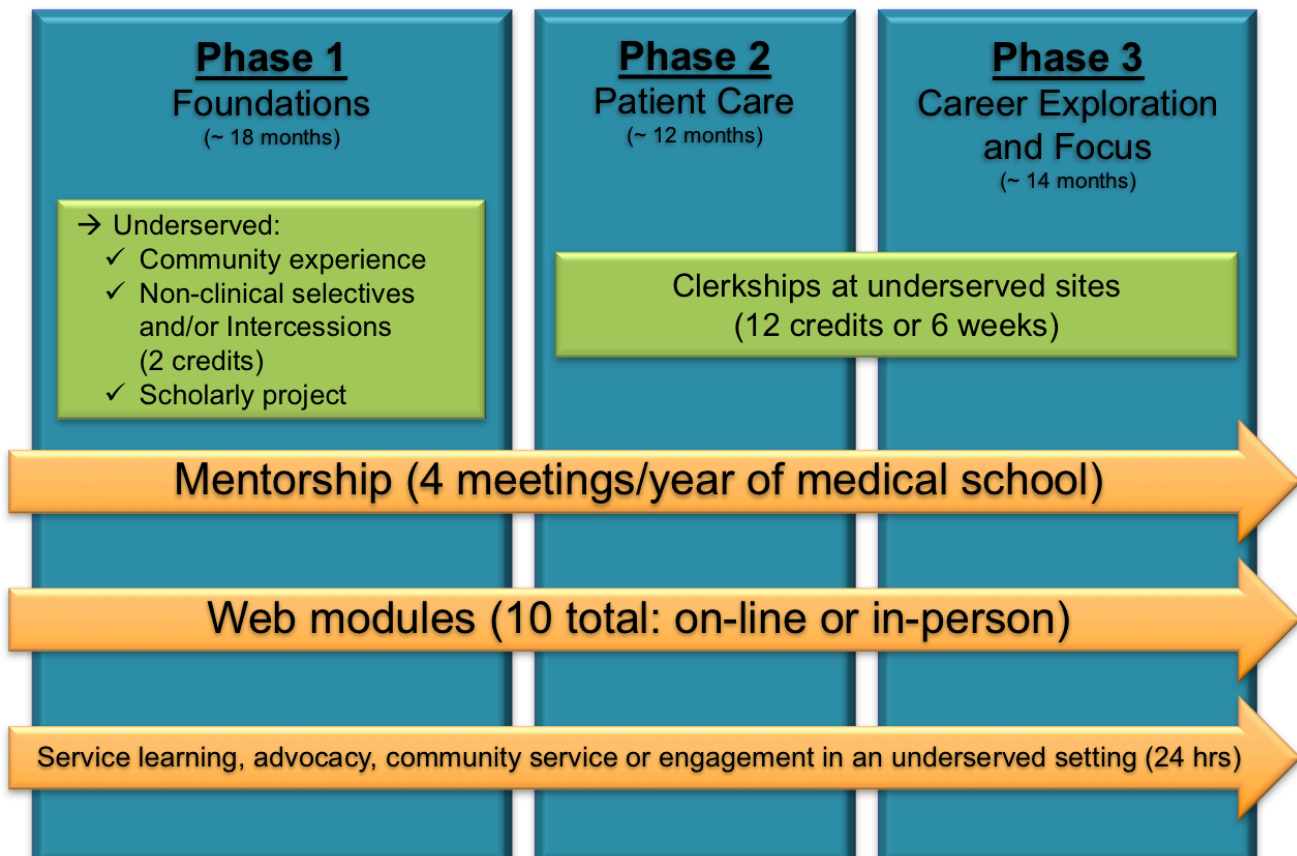 Phase 1
Foundations
(~ 18 months)
Phase 2
Patient Care
(~ 12 months)
Phase 3
Career Exploration
and Focus
(~ 14 months)
→ Underserved:
✓ Community experience
✓ Non-clinical selectives
and/or Intercessions
(2 credits)
✓ Scholarly project
Clerkships at underserved sites
(12 credits or 6 weeks)
Mentorship (4 meetings/year of medical school)
Web modules (10 total: on-line or in-person)
Service learning, advocacy, community service or engagement in an underserved setting (24 hrs)